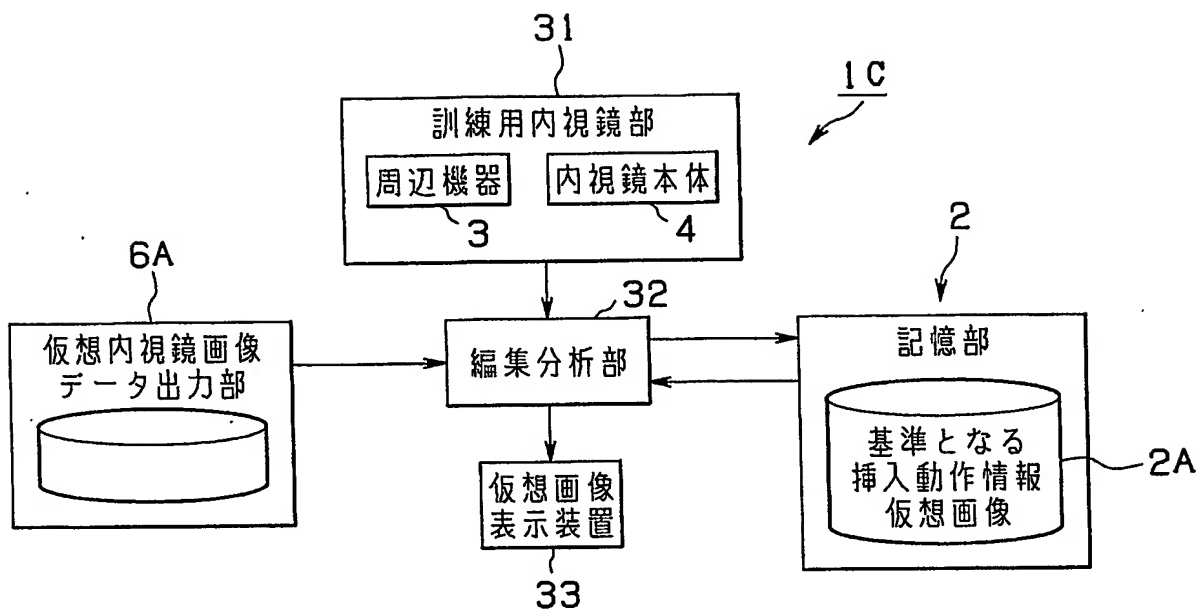 31
1C
訓練用内視鏡部
周辺機器
内視鏡本体
3
4
2
6A
32
仮想内視鏡画像
データ出力部
編集分析部
記憶部
基準となる
挿入動作情報
仮想画像
2A
仮想画像
表示装置
33